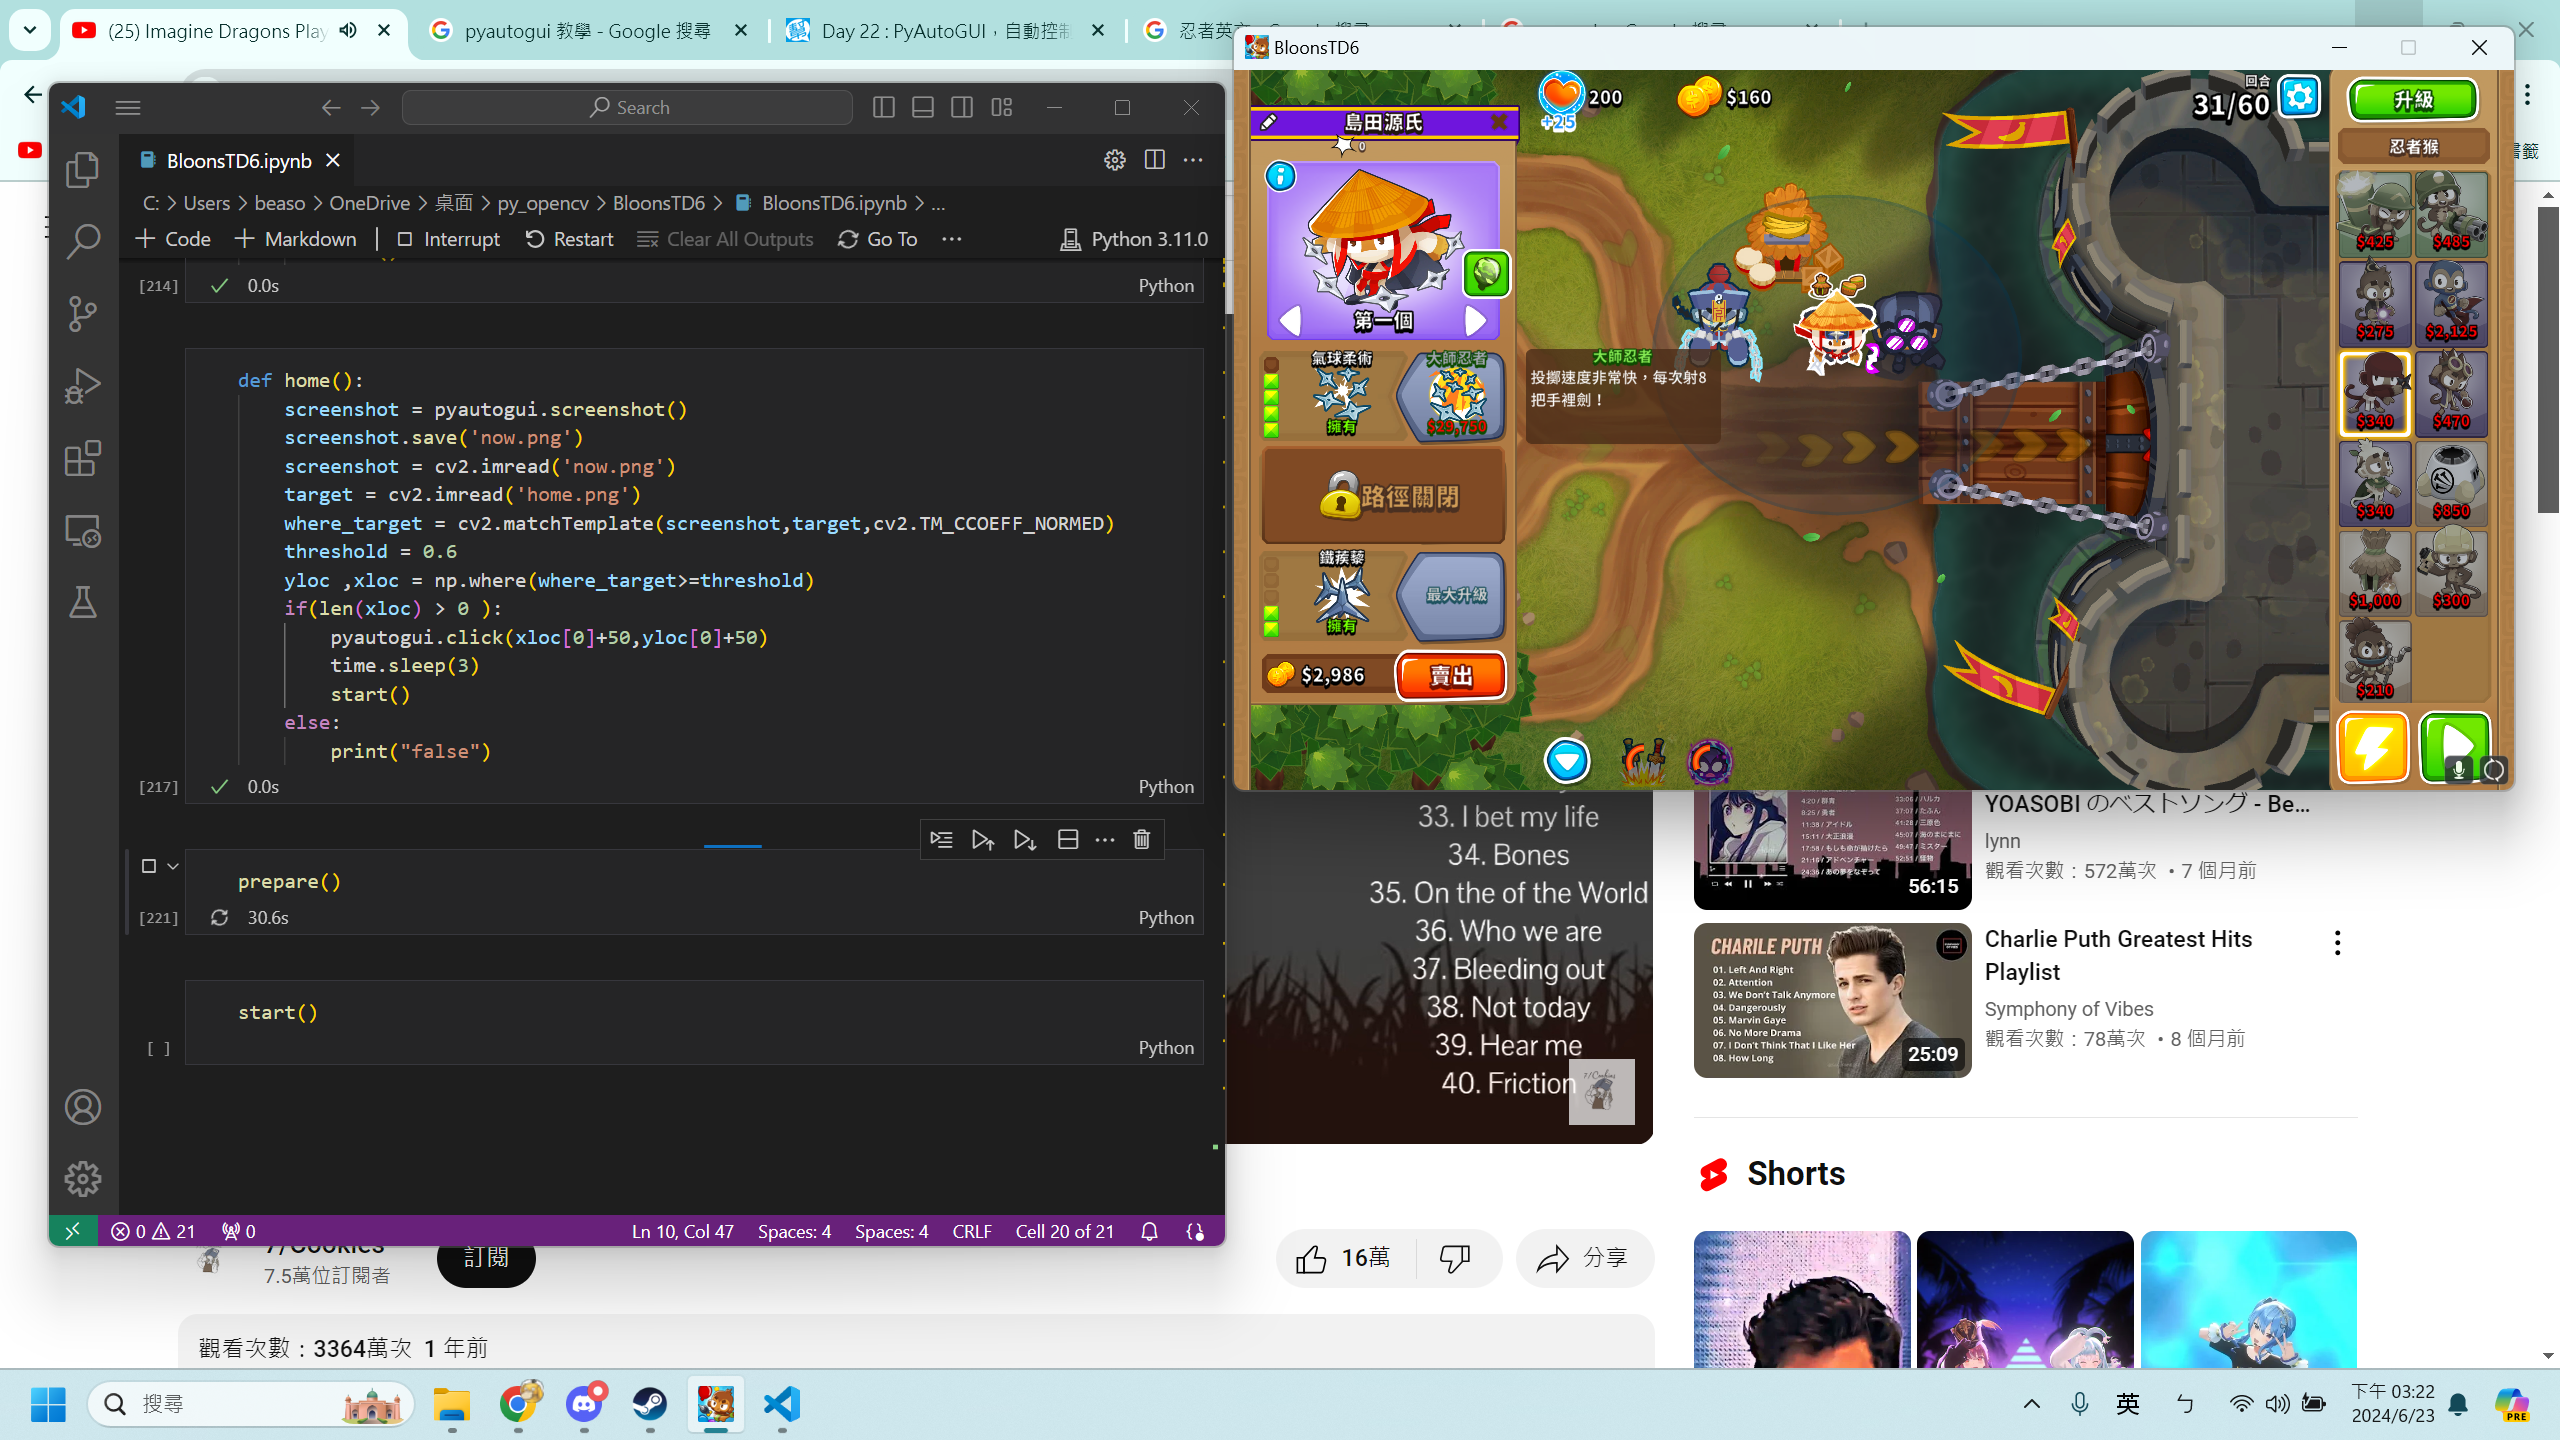 (25) Imagine Dragons Play
pyautogui 教學 - Google 搜尋
Day 22 : PyAutoGUI，自動控制
Search
BloonsTD6.ipynb
C: > Users > beaso > OneDrive > 桌面 > py_opencv > BloonsTD6 > BloonsTD6.ipynb > ...
Code
Markdown
Interrupt
Restart
Clear All Outputs
Go To
Python 3.11.0
[214]
0.0s
Python
def home():
screenshot = pyautogui.screenshot()
screenshot.save('now.png')
screenshot = cv2.imread('now.png')
target = cv2.imread('home.png')
where_target = cv2.matchTemplate(screenshot,target,cv2.TM_CCOEFF_NORMED)
threshold = 0.6
yloc ,xloc = np.where(where_target>=threshold)
if(len(xloc) > 0 ):
pyautogui.click(xloc[0]+50,yloc[0]+50)
time.sleep(3)
start()
else:
print("false")
[217]
0.0s
Python
prepare()
[221]
30.6s
Python
start()
[ ]
Python
0 21 0
Ln 10, Col 47
Spaces: 4
Spaces: 4
CRLF
Cell 20 of 21
BloonsTD6
200
+25
$160
回合
31/60
升級
島田源氏
0
第一個
氣球柔術
擁有
大師忍者
$29,750
路徑關閉
鐵蒺藜
擁有
最大升級
$2,986
賣出
大師忍者
投擲速度非常快，每次射8
把手裡劍！
忍者猴
$425
$485
$275
$2,125
$340
$470
$340
$850
$1,000
$300
$210
書籤
33. I bet my life
34. Bones
35. On the of the World
36. Who we are
37. Bleeding out
38. Not today
39. Hear me
40. Friction
YOASOBI のベストソング - Be...
lynn
觀看次數：572萬次 • 7 個月前
56:15
CHARILE PUTH
01. Left And Right
02. Attention
03. We Don't Talk Anymore
04. Dangerously
05. Marvin Gaye
06. No More Drama
07. I Don't Think That I Like Her
08. How Long
25:09
Charlie Puth Greatest Hits
Playlist
Symphony of Vibes
觀看次數：78萬次 • 8 個月前
Shorts
7/Cookies
7.5萬位訂閱者
訂閱
16萬
分享
觀看次數：3364萬次 1 年前
搜尋
英
ㄅ
下午 03:22
2024/6/23
PRE